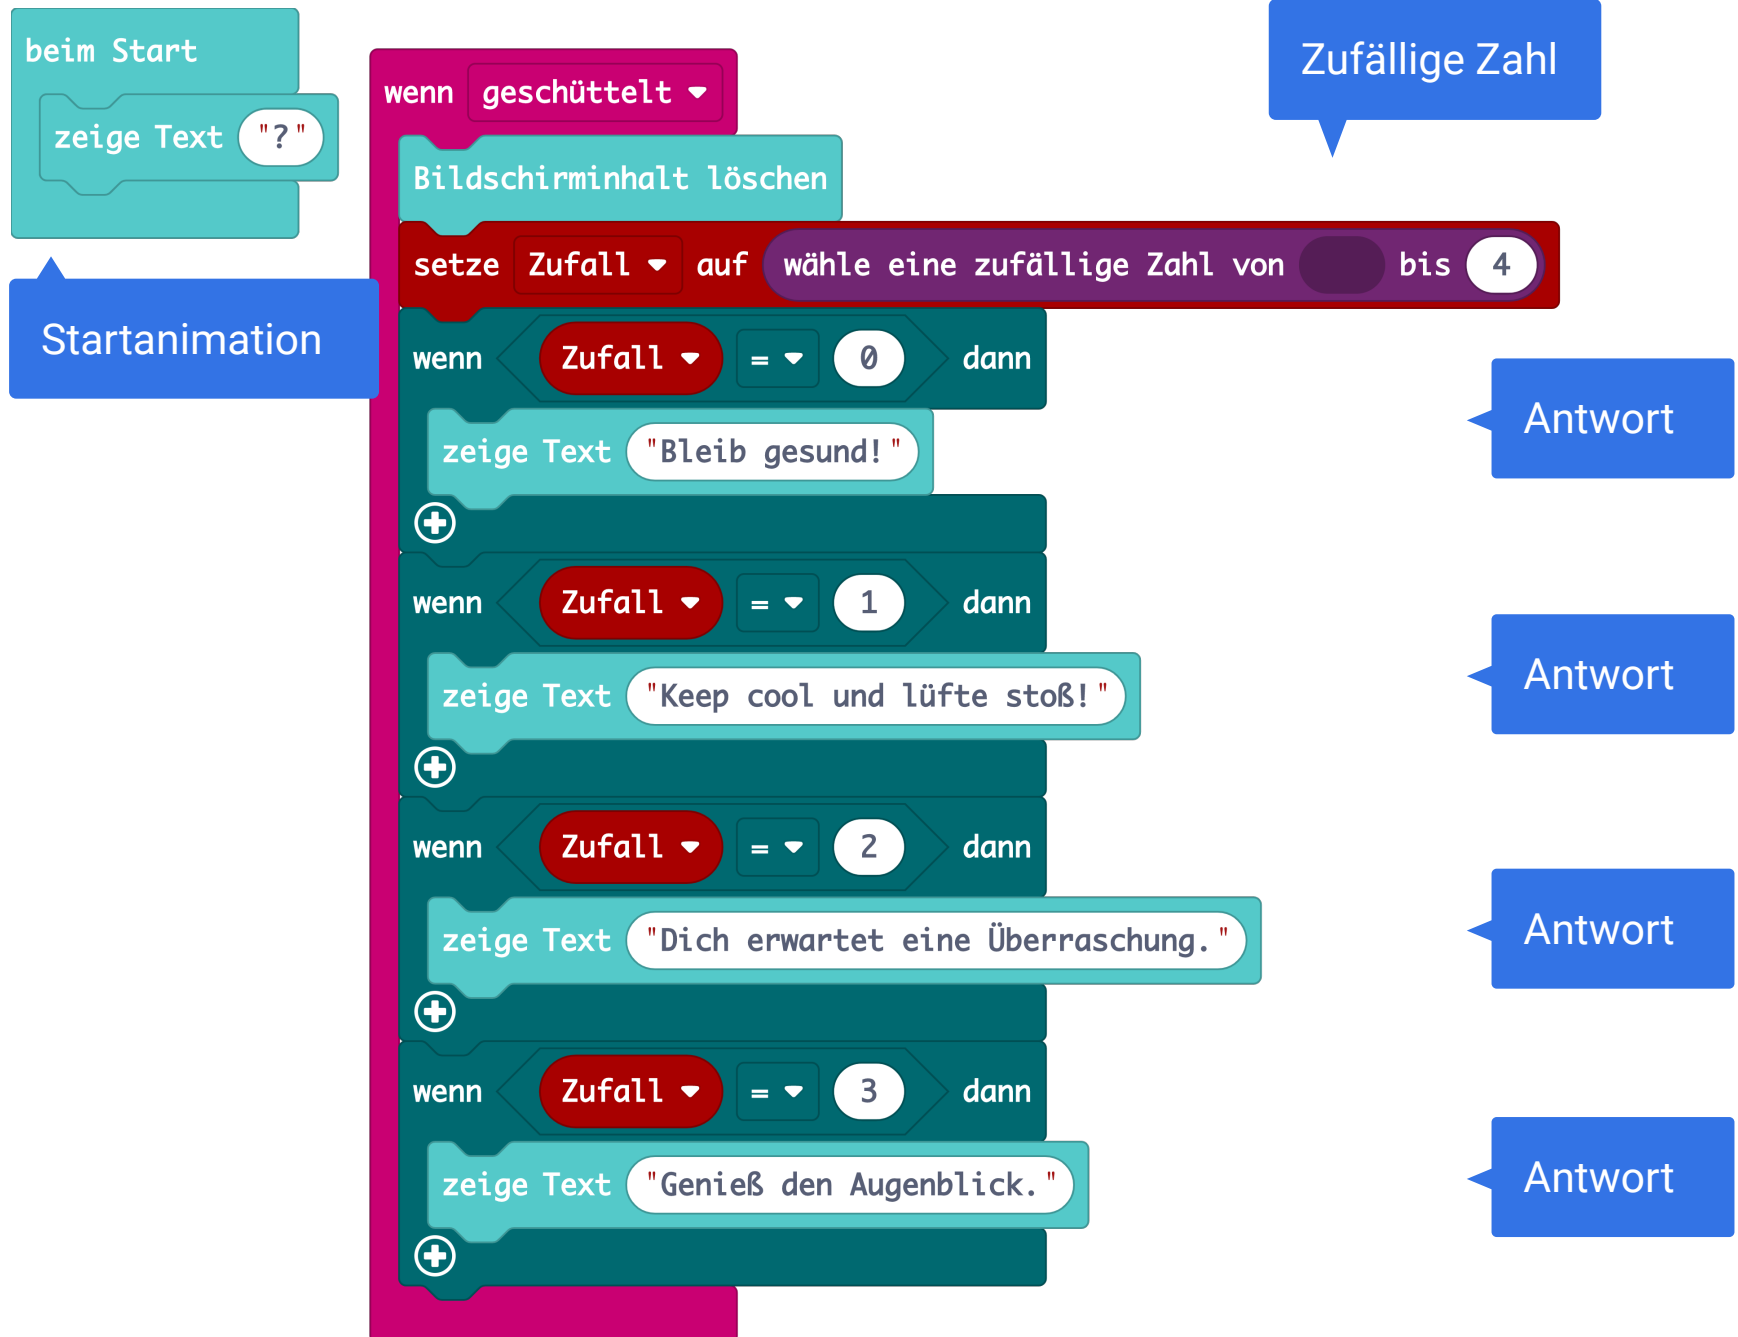 beim Start
zeige Text "?"
Startanimation
Zufällige Zahl
wenn geschüttelt
Bildschirminhalt löschen
setze Zufall auf wähle eine zufällige Zahl von bis 4
wenn Zufall = 0 dann
zeige Text "Bleib gesund!"
Antwort
wenn Zufall = 1 dann
zeige Text "Keep cool und lüfte stoß!"
Antwort
wenn Zufall = 2 dann
zeige Text "Dich erwartet eine Überraschung."
Antwort
wenn Zufall = 3 dann
zeige Text "Genieß den Augenblick."
Antwort